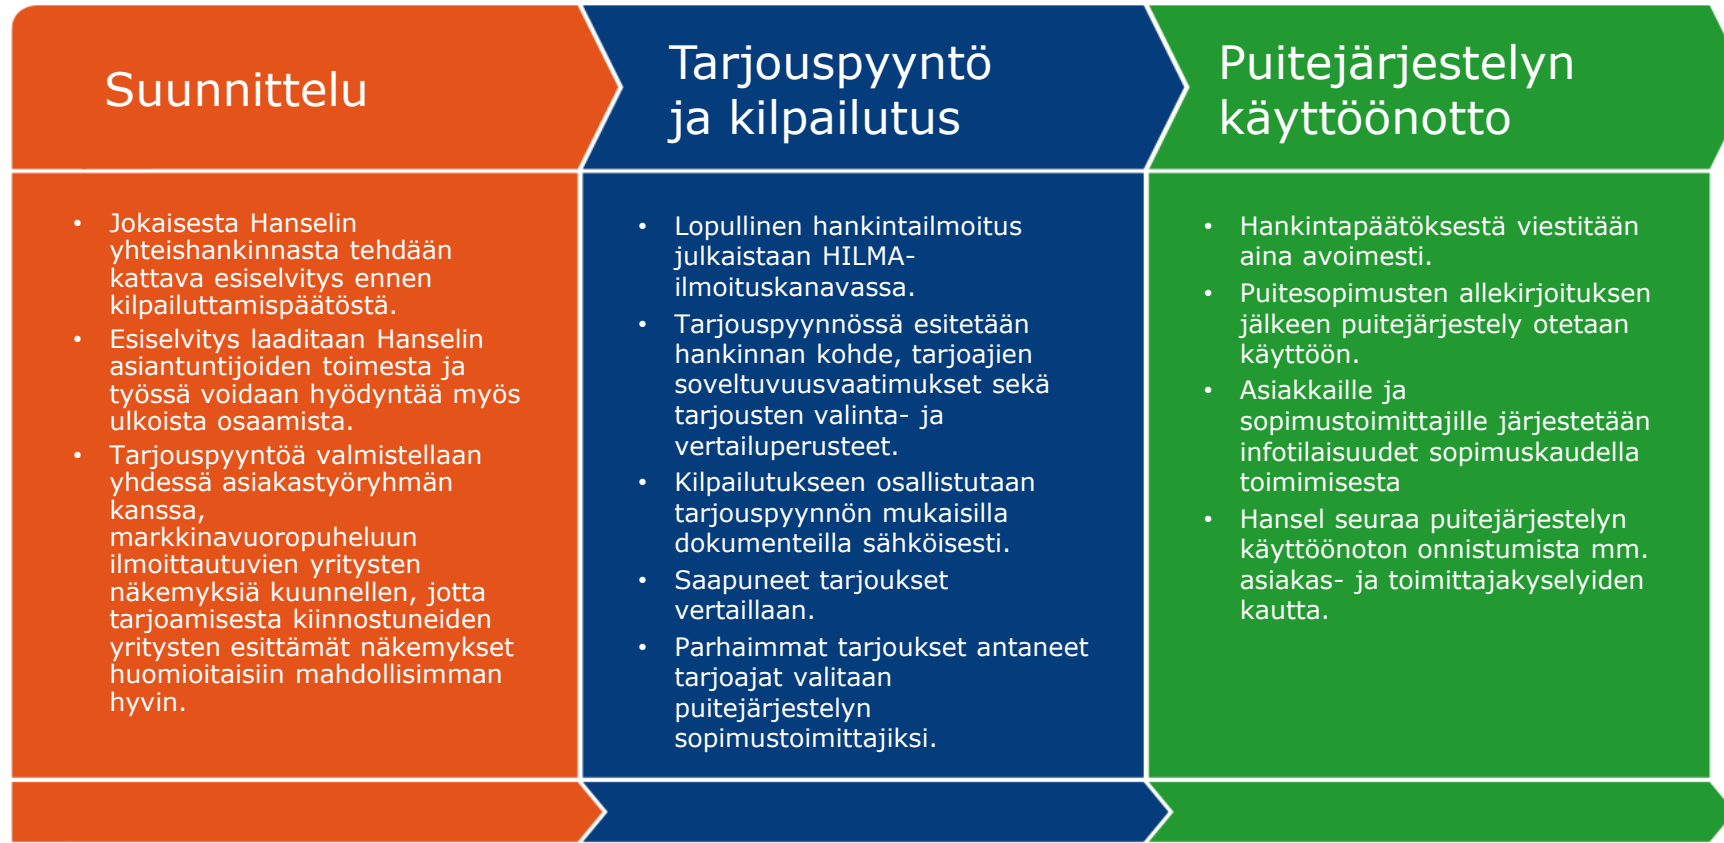 Suunnittelu
• Jokaisesta Hanselin
yhteishankinnasta tehdään
kattava esiselvitys ennen
kilpailuttamispäätöstä.
• Esiselvitys laaditaan Hanselin
asiantuntijoiden toimesta ja
työssä voidaan hyödyntää myös
ulkoista osaamista.
• Tarjouspyyntöä valmistellaan
yhdessä asiakastyöryhmän
kanssa,
markkinavuoropuheluun
ilmoittautuvien yritysten
näkemyksiä kuunnellen, jotta
tarjoamisesta kiinnostuneiden
yritysten esittämät näkemykset
huomioitaisiin mahdollisimman
hyvin.
Tarjouspyyntö
ja kilpailutus
• Lopullinen hankintailmoitus
julkaistaan HILMA-
ilmoituskanavassa.
• Tarjouspyynnössä esitetään
hankinnan kohde, tarjoajien
soveltuvuusvaatimukset sekä
tarjousten valinta- ja
vertailuperusteet.
• Kilpailutukseen osallistutaan
tarjouspyynnön mukaisilla
dokumenteilla sähköisesti.
• Saapuneet tarjoukset
vertaillaan.
• Parhaimmat tarjoukset antaneet
tarjoajat valitaan
puitejärjestelyn
sopimustoimittajiksi.
Puitejärjestelyn
käyttöönotto
• Hankintapäätöksestä viestitään
aina avoimesti.
• Puitesopimusten allekirjoituksen
jälkeen puitejärjestely otetaan
käyttöön.
• Asiakkaille ja
sopimustoimittajille järjestetään
infotilaisuudet sopimuskaudella
toimimisesta
• Hansel seuraa puitejärjestelyn
käyttöönoton onnistumista mm.
asiakas- ja toimittajakyselyiden
kautta.